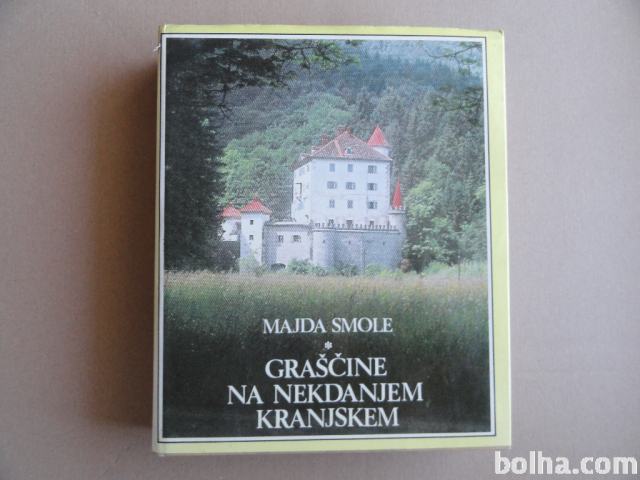 MAJDA SMOLE
*
GRAŠČINE
NA NEKDANJEM
KRANJSKEM
bolha.com